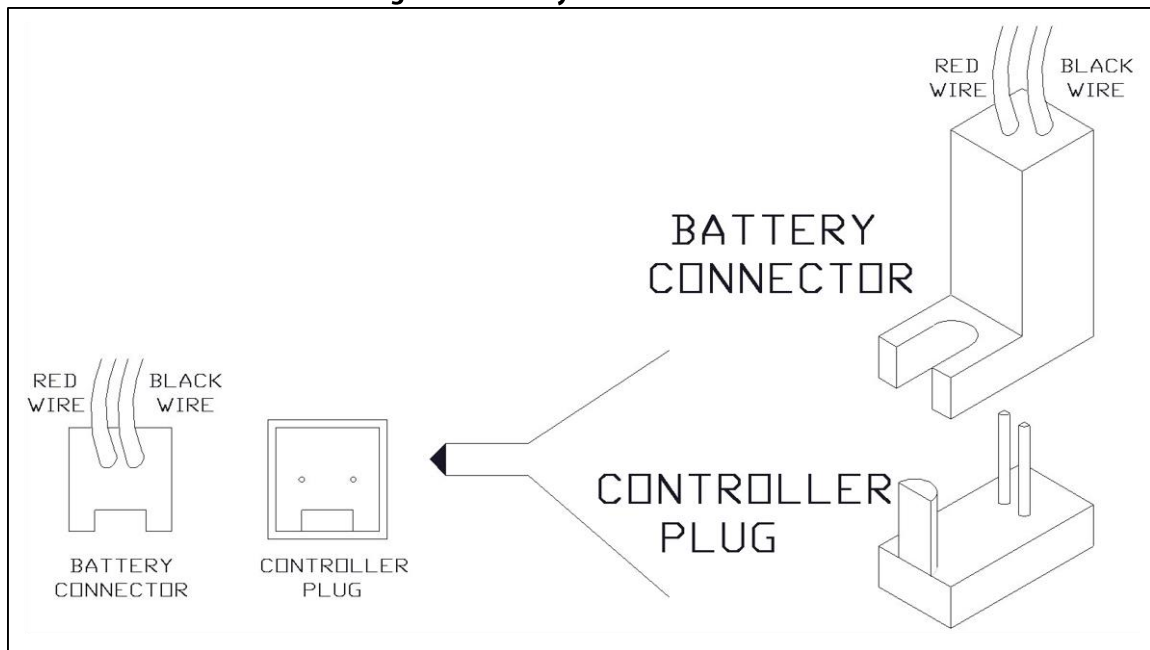 RED
WIRE
BLACK
WIRE
BATTERY
CONNECTOR
RED
WIRE
BLACK
WIRE
BATTERY
CONNECTOR
CONTROLLER
PLUG
CONTROLLER
PLUG